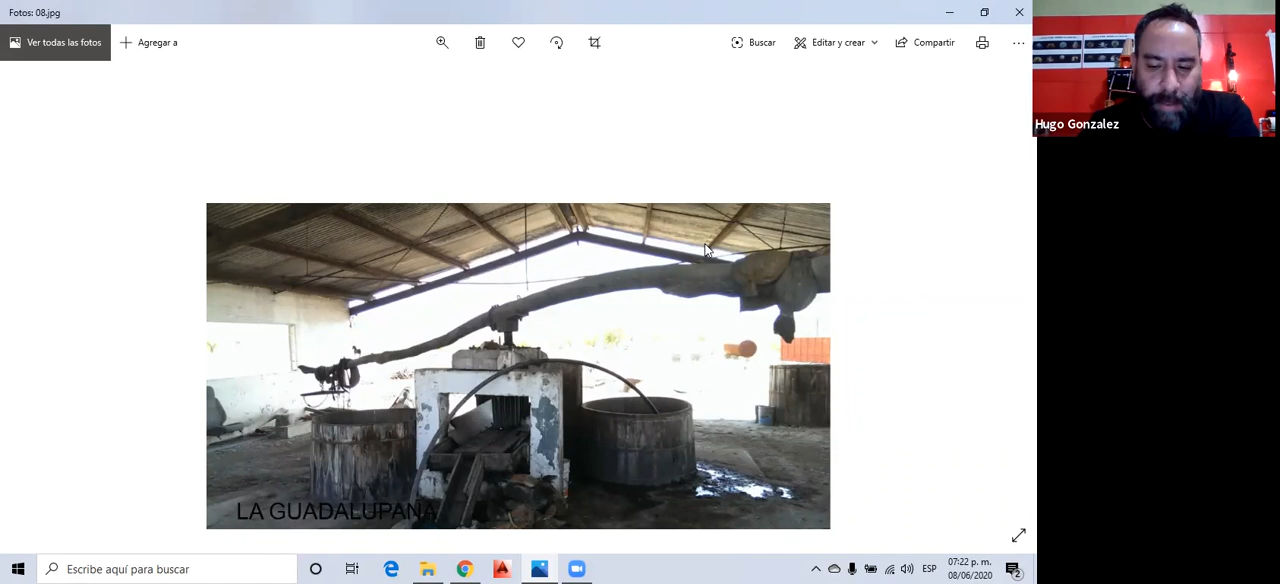 Fotos: 08.jpg
Ver todas las fotos
Agregar a
Buscar
Editar y crear
Compartir
Hugo Gonzalez
LA GUADALUPANA
Escribe aquí para buscar
ESP
07:22 p. m.
08/06/2020
2